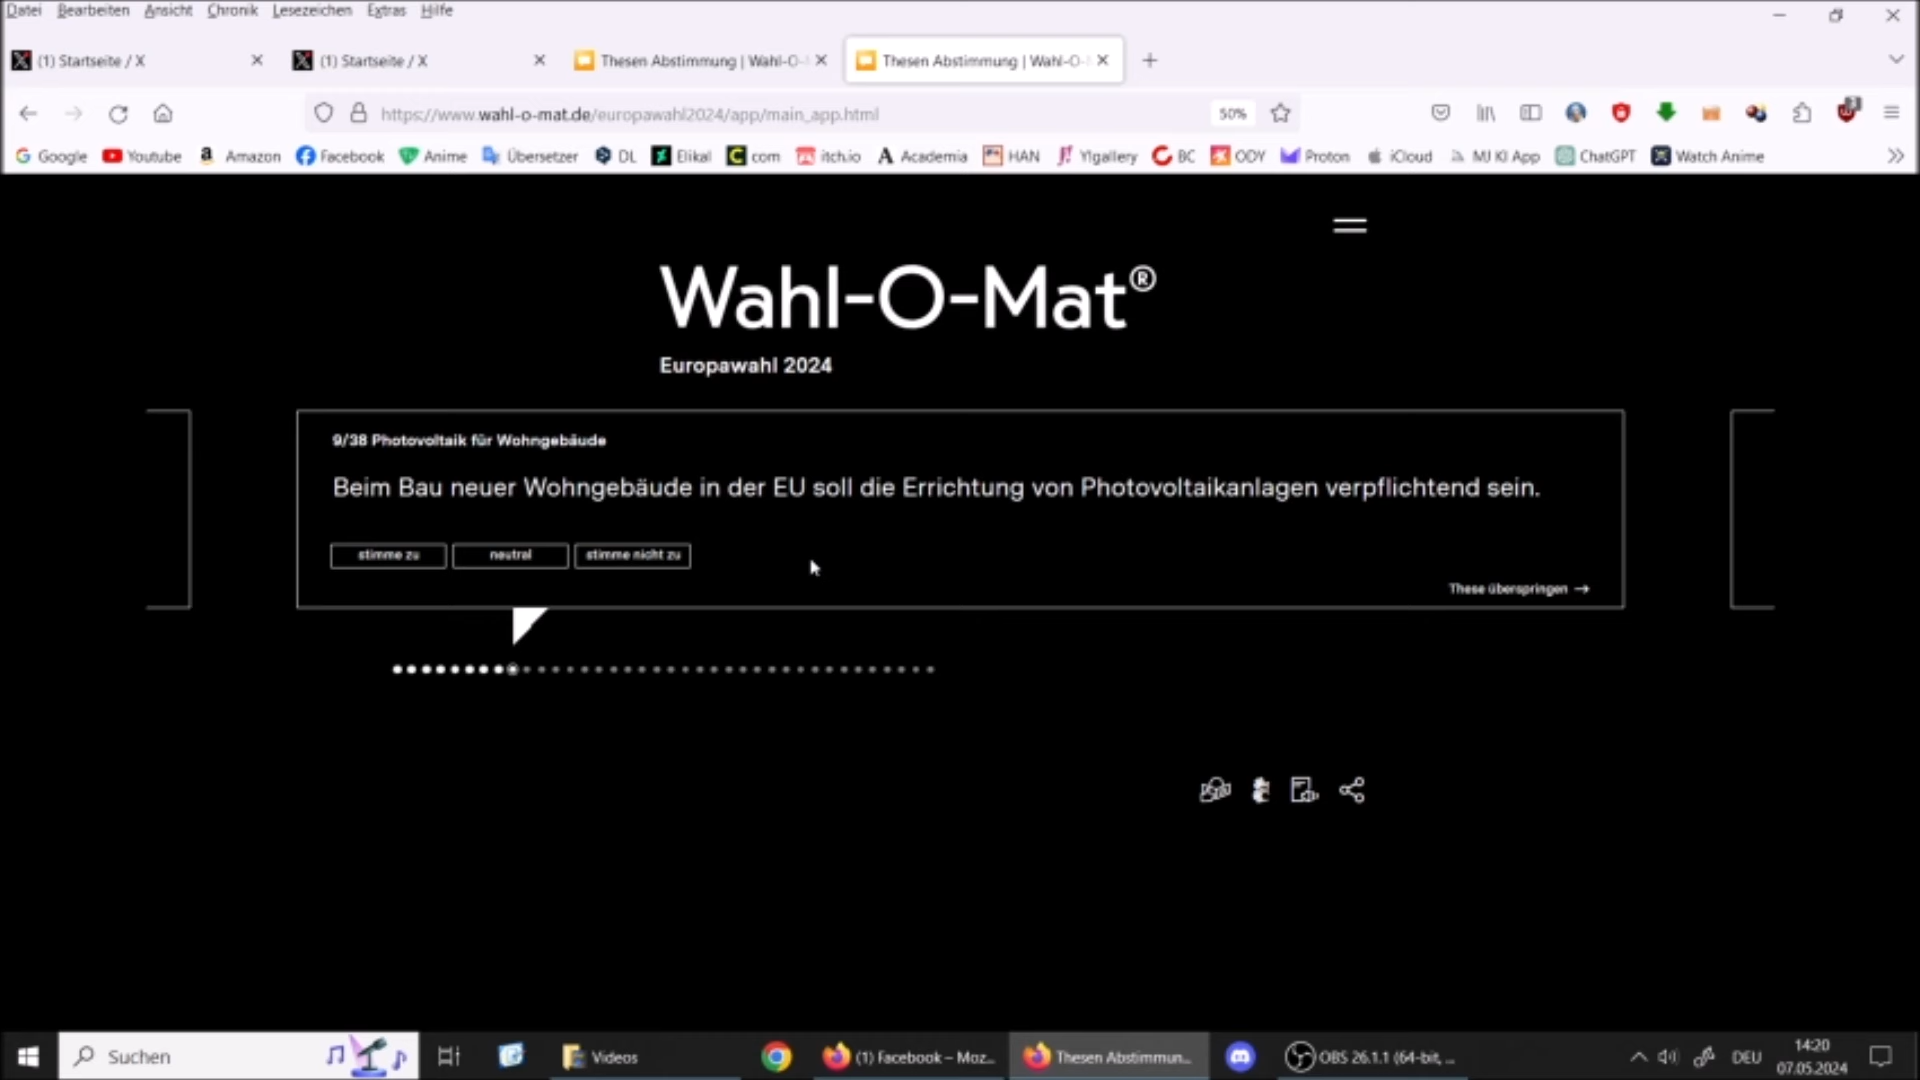 Datei Bearbeiten Ansicht Chronik Lesezeichen Extras Hilfe
(1) Startseite / X
(1) Startseite / X
Thesen Abstimmung | Wahl-O-
Thesen Abstimmung | Wahl-O-
https://www.wahl-o-mat.de/europawahl2024/app/main_app.html
50%
Google Youtube Amazon Facebook Anime Übersetzer DL Elikal com itch.io Academia HAN Y!gallery BC ODY Proton iCloud MJ KI App ChatGPT Watch Anime
Wahl-O-Mat®
Europawahl 2024
9/38 Photovoltaik für Wohngebäude
Beim Bau neuer Wohngebäude in der EU soll die Errichtung von Photovoltaikanlagen verpflichtend sein.
stimme zu
neutral
stimme nicht zu
These überspringen →
Suchen
Videos
(1) Facebook – Moz...
Thesen Abstimmun...
OBS 26.1.1 (64-bit, ...
DEU
14:20
07.05.2024